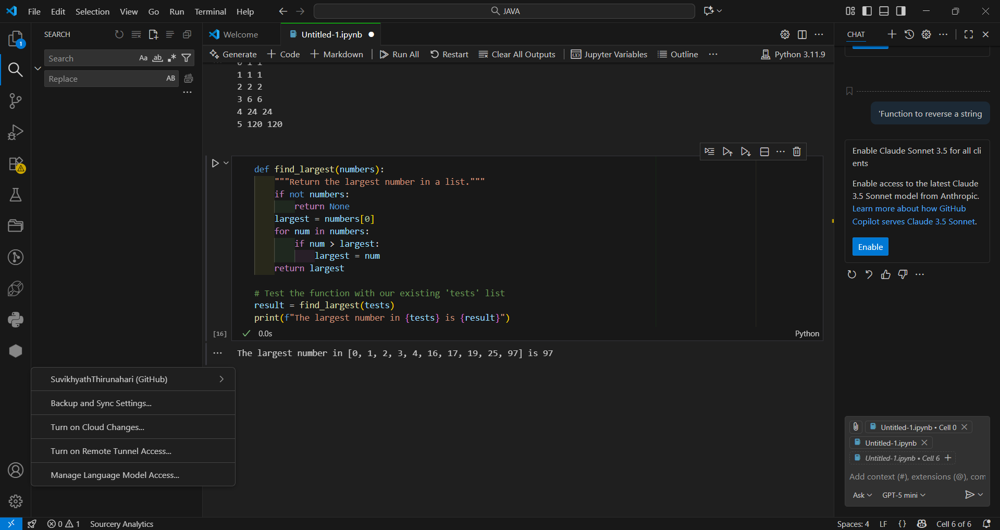 File Edit Selection View Go Run Terminal Help
JAVA
SEARCH
Search
Aa ab
Replace
AB
1
Welcome
Untitled-1.ipynb
Generate Code Markdown Run All Restart Clear All Outputs Jupyter Variables Outline
Python 3.11.9
0 1 1
1 1 1
2 2 2
3 6 6
4 24 24
5 120 120
def find_largest(numbers):
"""Return the largest number in a list."""
if not numbers:
return None
largest = numbers[0]
for num in numbers:
if num > largest:
largest = num
return largest
# Test the function with our existing 'tests' list
result = find_largest(tests)
print(f"The largest number in {tests} is {result}")
[16] 0.0s
Python
The largest number in [0, 1, 2, 3, 4, 16, 17, 19, 25, 97] is 97
SuvikhyathThirunahari (GitHub)
Backup and Sync Settings...
Turn on Cloud Changes...
Turn on Remote Tunnel Access...
Manage Language Model Access...
CHAT
'Function to reverse a string
Enable Claude Sonnet 3.5 for all cli
ents
Enable access to the latest Claude
3.5 Sonnet model from Anthropic.
Learn more about how GitHub
Copilot serves Claude 3.5 Sonnet.
Enable
Untitled-1.ipynb • Cell 0
Untitled-1.ipynb
Untitled-1.ipynb • Cell 6
Add context (#), extensions (@), com
Ask GPT-5 mini
0 1 Sourcery Analytics
Spaces: 4 LF {} Cell 6 of 6